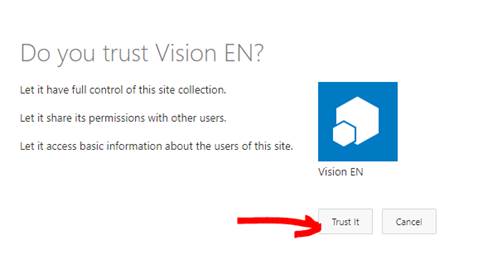 Do you trust Vision EN?
Let it have full control of this site collection.
Let it share its permissions with other users.
Let it access basic information about the users of this site.
Vision EN
Trust It
Cancel